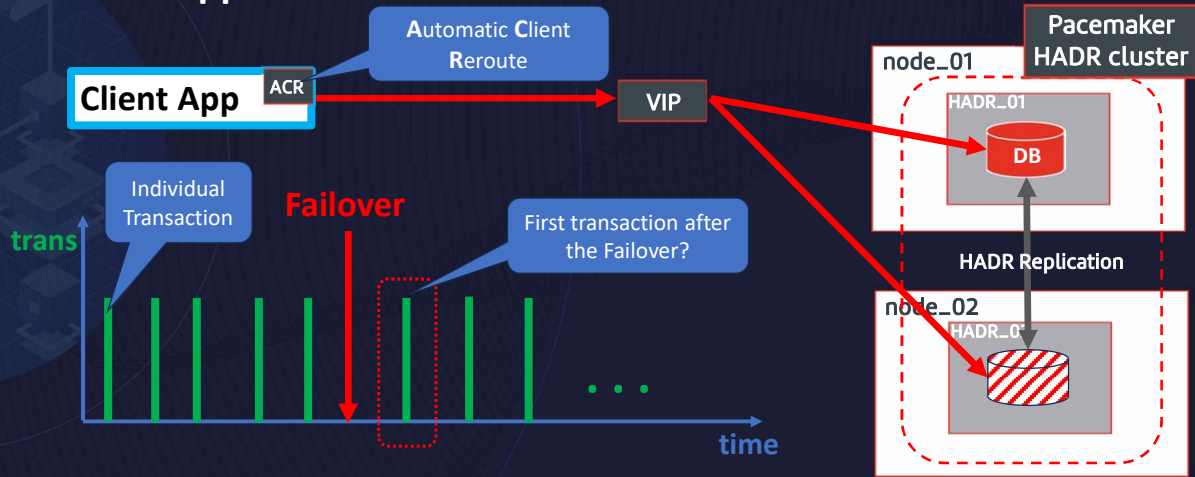 Automatic Client
Reroute
Pacemaker
HADR cluster
node_01
Client App
ACR
VIP
HADR_01
DB
Individual
Transaction
Failover
First transaction after
the Failover?
trans
HADR Replication
node_02
. . .
time